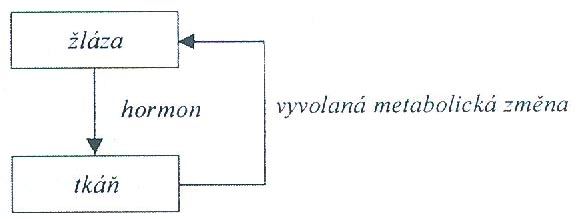 žláza
hormon
vyvolaná metabolická změna
tkáň